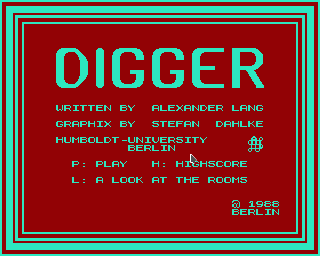 DIGGER
WRITTEN BY ALEXANDER LANG
GRAPHIX BY STEFAN DAHLKE
HUMBOLDT-UNIVERSITY
BERLIN
P: PLAY H: HIGHSCORE
L: A LOOK AT THE ROOMS
@ 1988
BERLIN